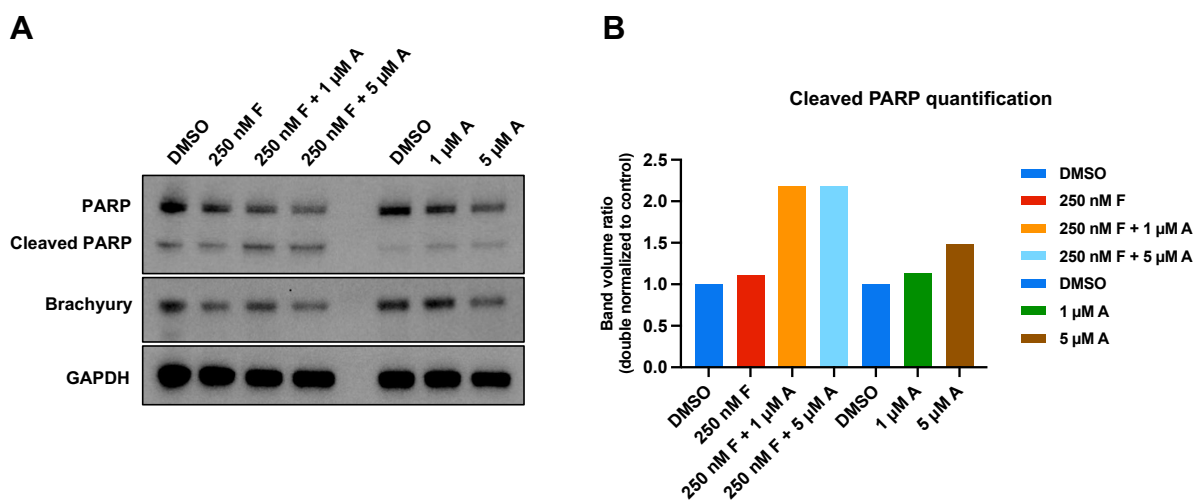 A
DMSO
250 nM F
250 nM F + 1 µM A
250 nM F + 5 µM A
DMSO
1 µM A
5 µM A
PARP
Cleaved PARP
Brachyury
GAPDH
B
Cleaved PARP quantification
Band volume ratio
(double normalized to control)
2.5
2.0
1.5
1.0
0.5
0.0
DMSO
250 nM F
250 nM F + 1 µM A
250 nM F + 5 µM A
DMSO
1 µM A
5 µM A
DMSO
250 nM F
250 nM F + 1 µM A
250 nM F + 5 µM A
DMSO
1 µM A
5 µM A